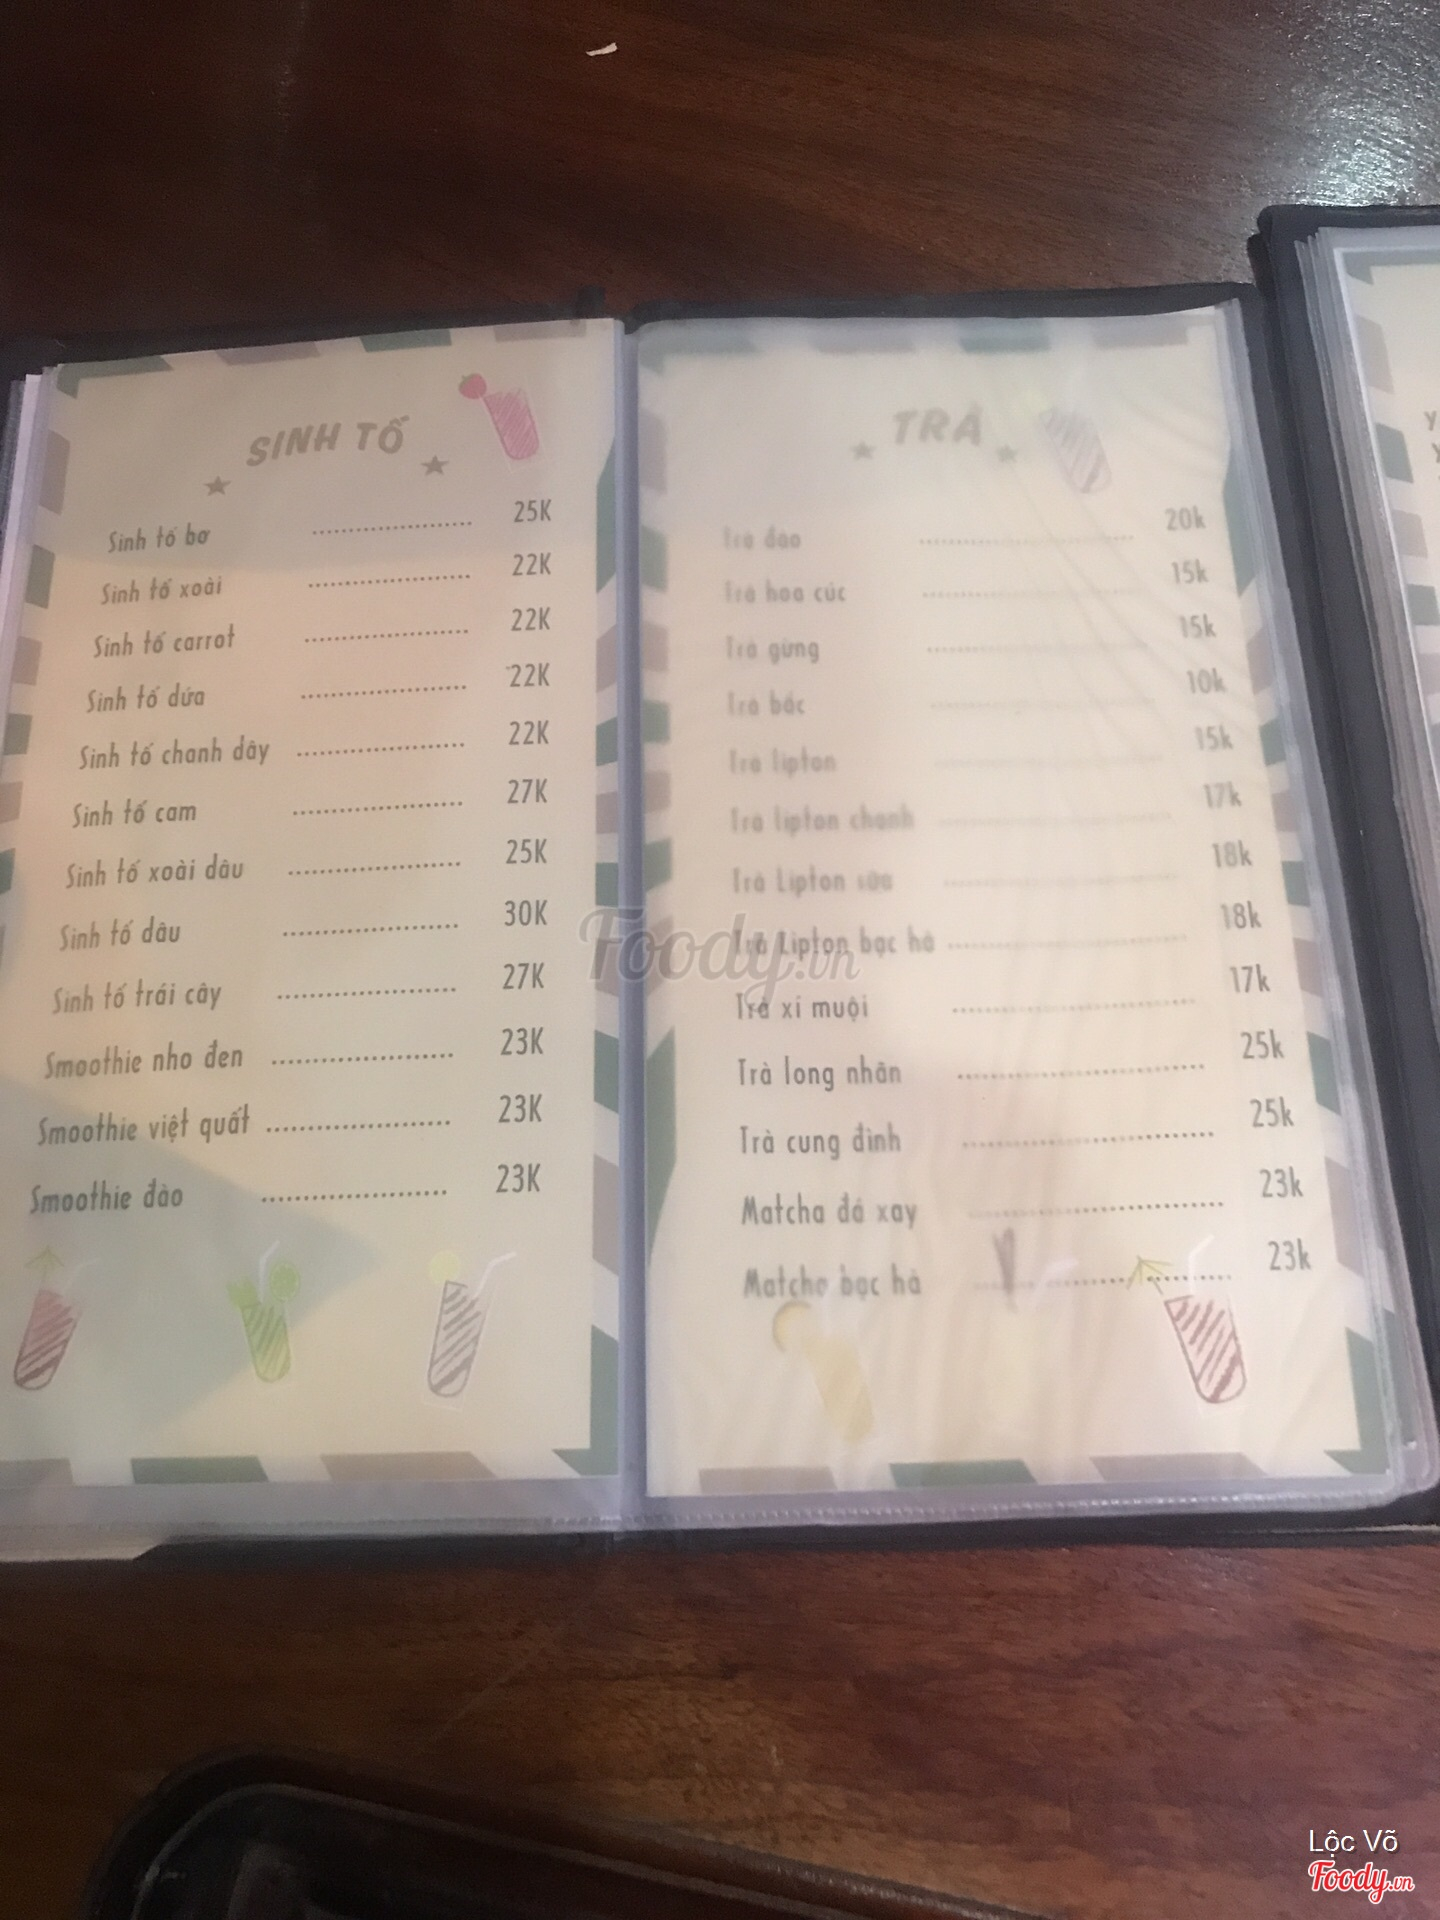 SINH TỐ
Sinh tố bơ ........................ 25K
Sinh tố xoài ........................ 22K
Sinh tố carrot ........................ 22K
Sinh tố dứa ........................ 22K
Sinh tố chanh dây ........................ 22K
Sinh tố cam ........................ 27K
Sinh tố xoài dâu ........................ 25K
Sinh tố dâu ........................ 30K
Sinh tố trái cây ........................ 27K
Smoothie nho đen ........................ 23K
Smoothie việt quất ........................ 23K
Smoothie đào ........................ 23K
TRÀ
Trà đào ........................ 20k
Trà hoa cúc ........................ 15k
Trà gừng ........................ 15k
Trà bắc ........................ 10k
Trà lipton ........................ 15k
Trà lipton chanh ........................ 17k
Trà Lipton sữa ........................ 18k
Trà Lipton bạc hà ........................ 18k
Trà xí muội ........................ 17k
Trà long nhãn ........................ 25k
Trà cung đình ........................ 25k
Matcha đá xay ........................ 23k
Matcha bạc hà ........................ 23k
Foody.vn
Lộc Võ
Foody.vn